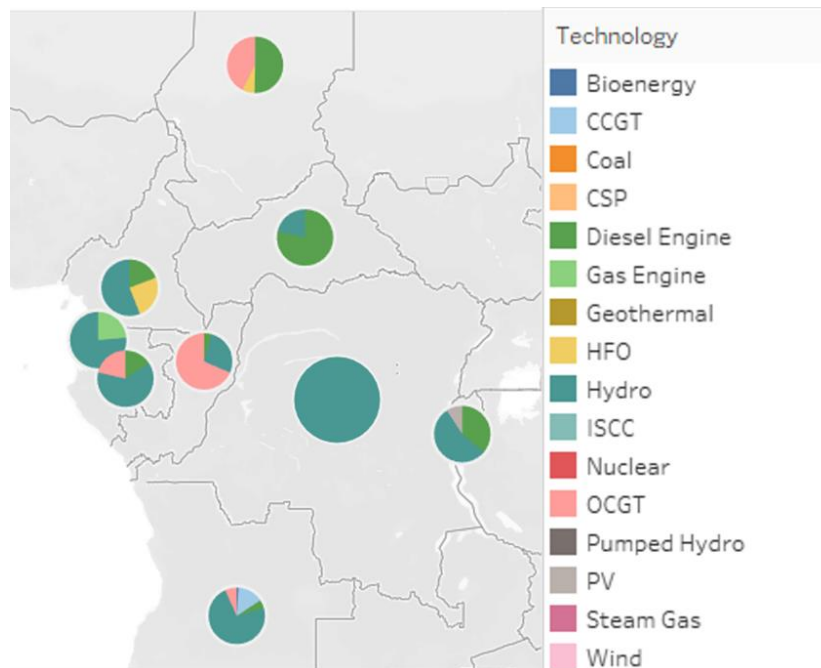 Technology
Bioenergy
CCGT
Coal
CSP
Diesel Engine
Gas Engine
Geothermal
HFO
Hydro
ISCC
Nuclear
OCGT
Pumped Hydro
PV
Steam Gas
Wind